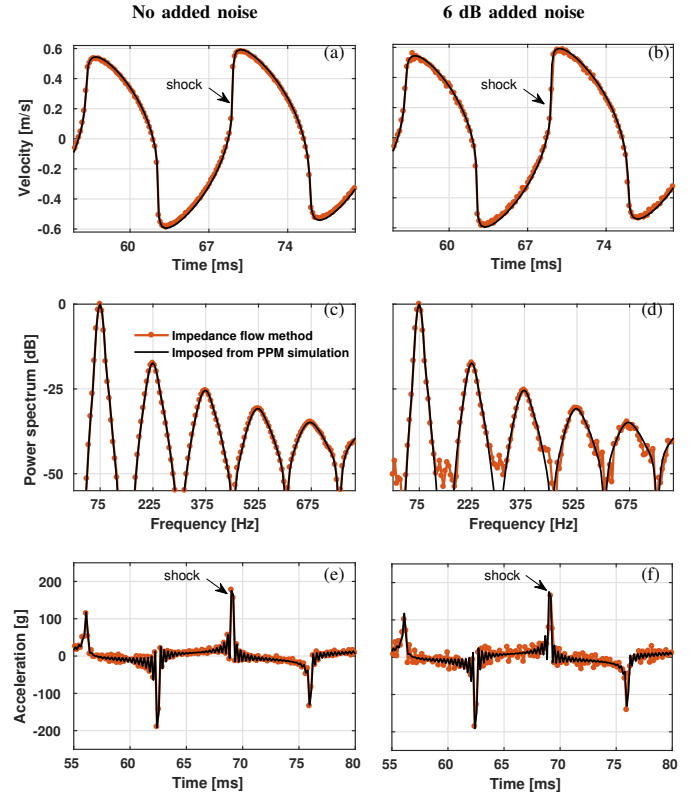 No added noise 6 dB added noise
(a) (b)
0.6
0.4
0.2
0
-0.2
-0.4
-0.6
Velocity [m/s]
shock shock
60 67 74 60 67 74
Time [ms] Time [ms]
(c) (d)
0
-25
-50
Power spectrum [dB]
Impedance flow method
Imposed from PPM simulation
75 225 375 525 675 75 225 375 525 675
Frequency [Hz] Frequency [Hz]
(e) (f)
shock shock
200
100
0
-100
-200
Acceleration [g]
55 60 65 70 75 80 55 60 65 70 75 80
Time [ms] Time [ms]